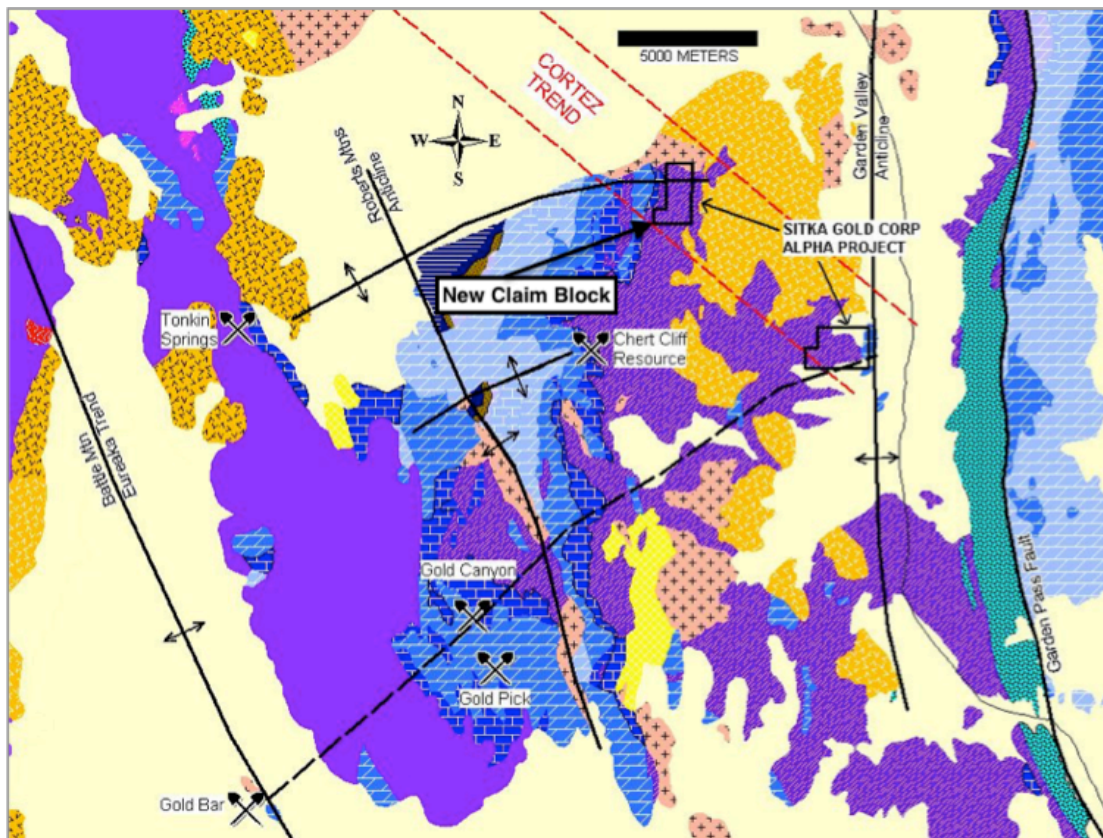 5000 METERS
CORTEZ
TREND
N
W
E
S
Roberts Mtns
Anticline
Garden Valley
Anticline
SITKA GOLD CORP
ALPHA PROJECT
New Claim Block
Tonkin
Springs
Chert Cliff
Resource
Battle Mtn
Eureaka Trend
Gold Canyon
Gold Pick
Garden Pass Fault
Gold Bar